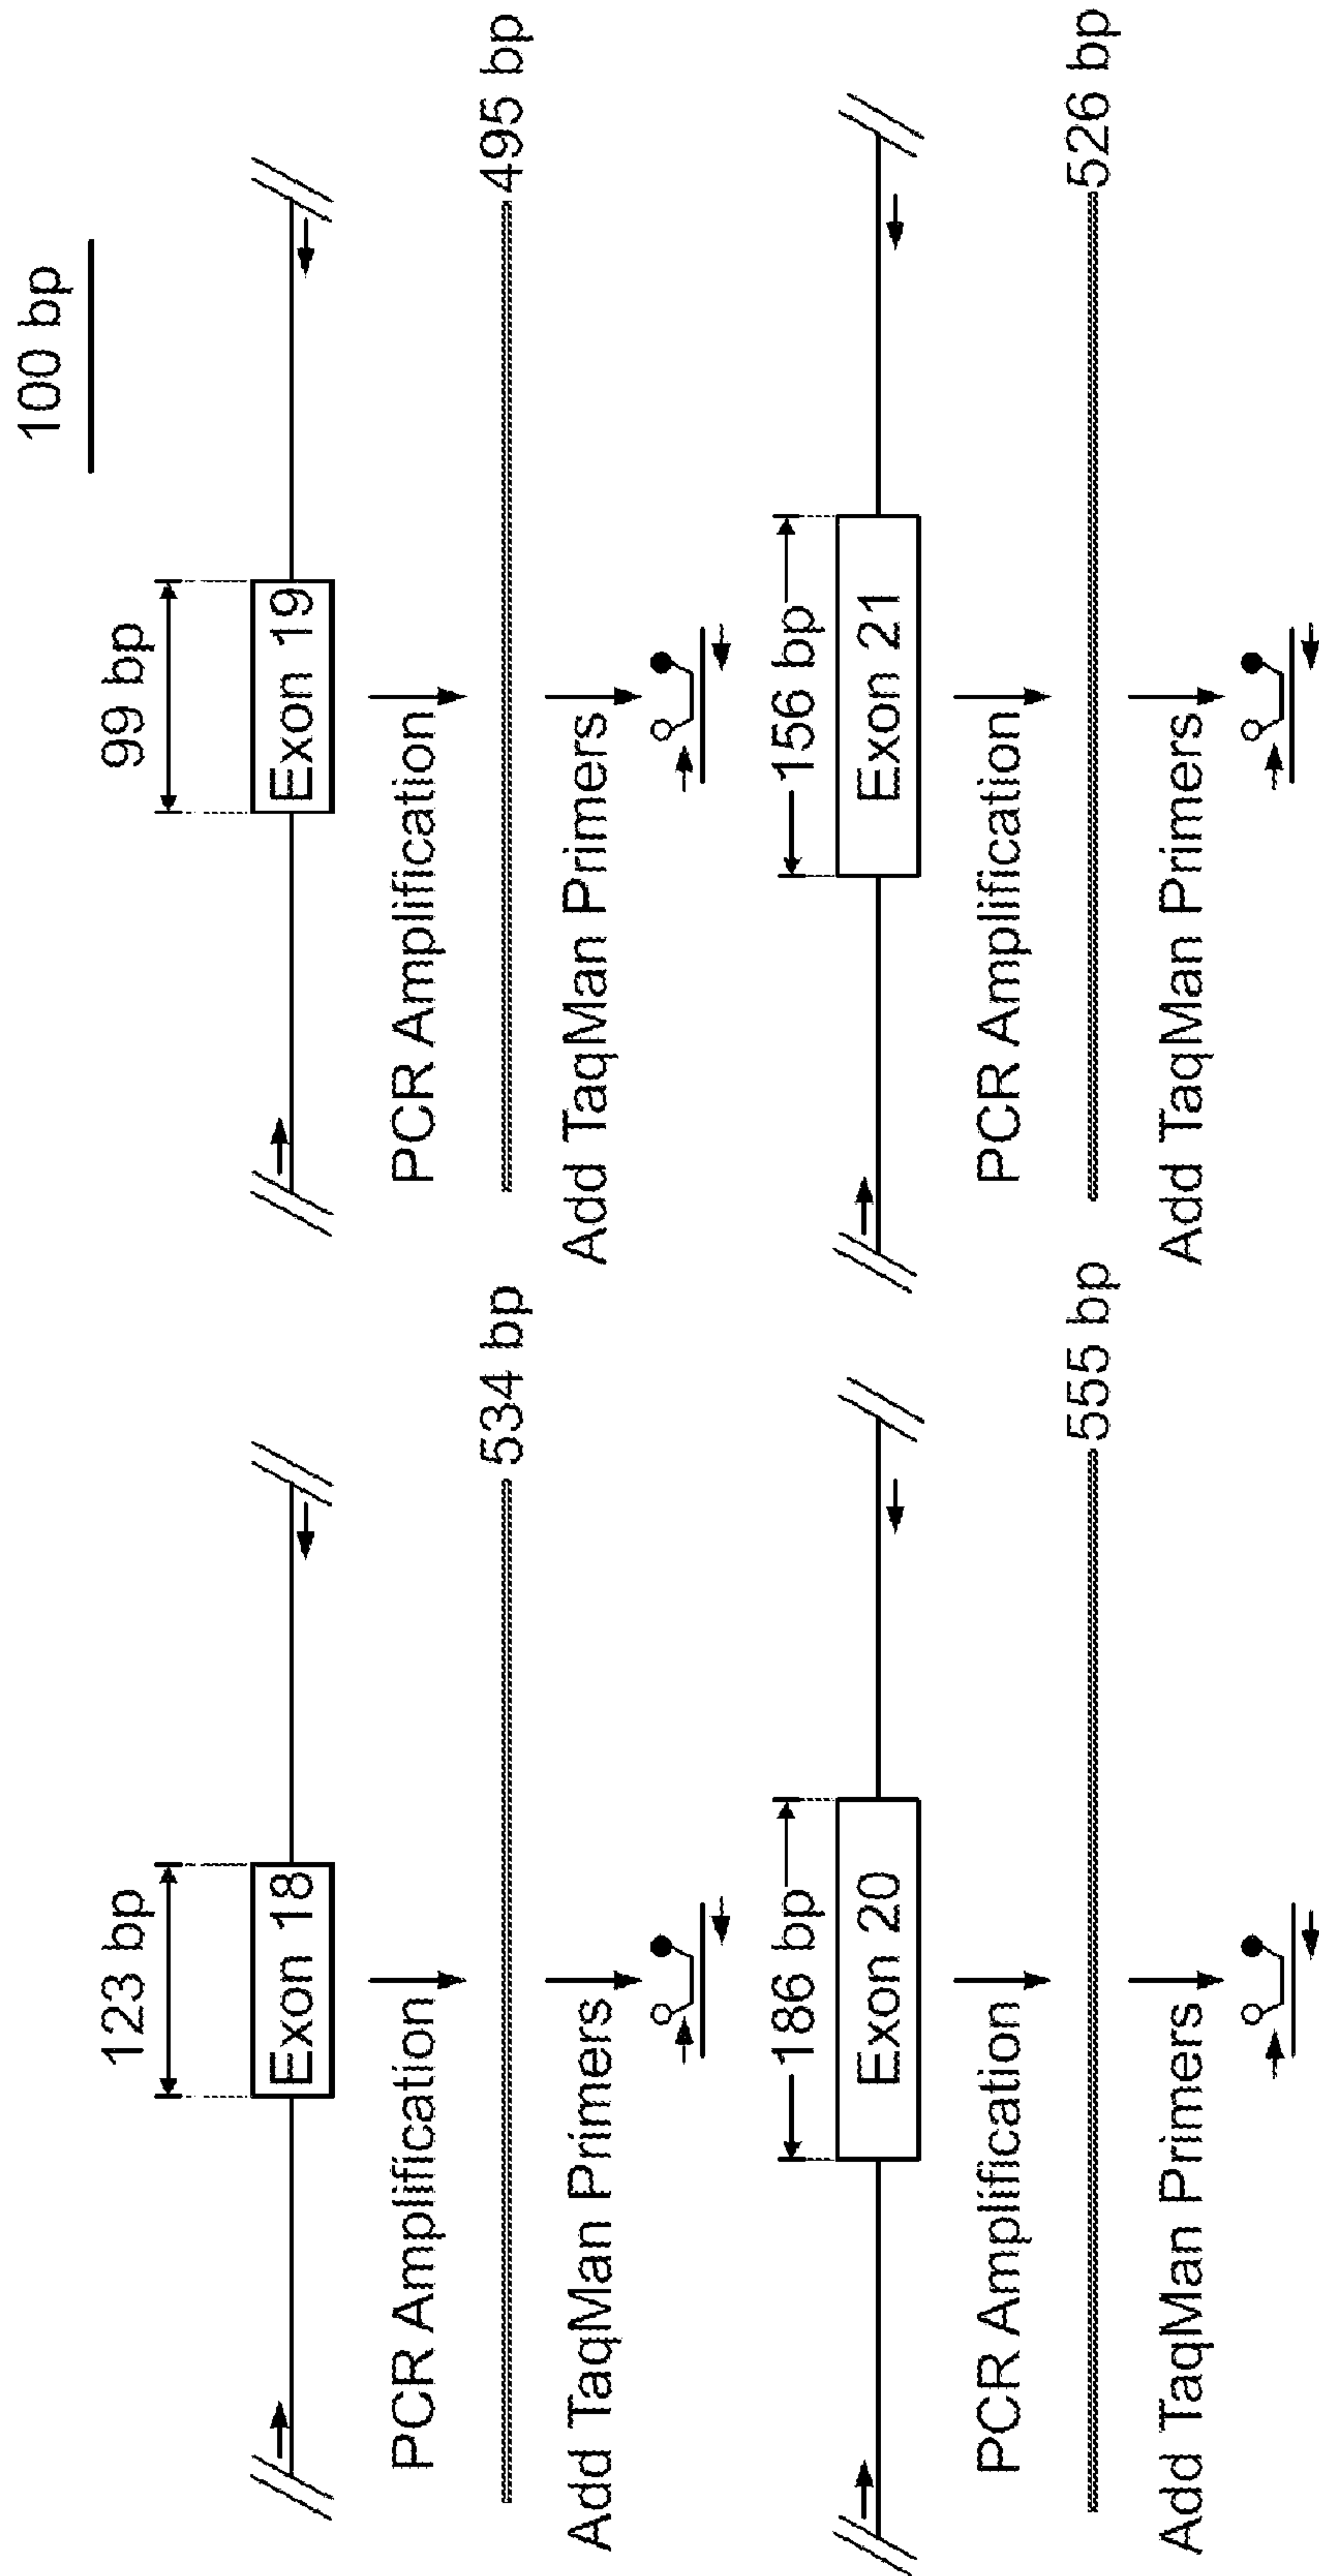 100 bp
123 bp
Exon 18
PCR Amplification
534 bp
Add TaqMan Primers
99 bp
Exon 19
PCR Amplification
495 bp
Add TaqMan Primers
186 bp
Exon 20
PCR Amplification
555 bp
Add TaqMan Primers
156 bp
Exon 21
PCR Amplification
526 bp
Add TaqMan Primers